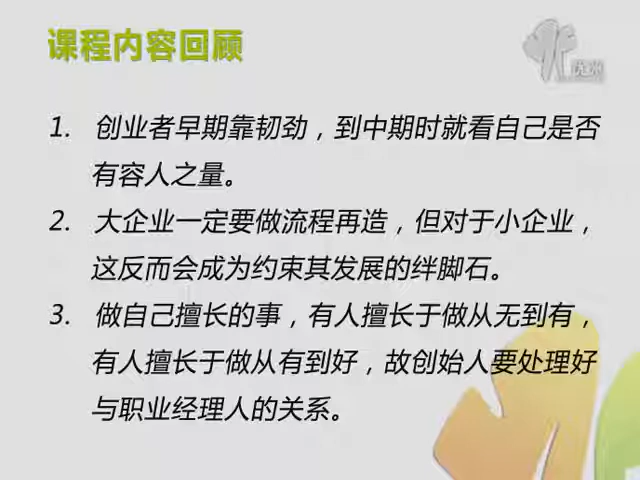 课程内容回顾
1. 创业者早期靠韧劲，到中期时就看自己是否
有容人之量。
2. 大企业一定要做流程再造，但对于小企业，
这反而会成为约束其发展的绊脚石。
3. 做自己擅长的事，有人擅长于做从无到有，
有人擅长于做从有到好，故创始人要处理好
与职业经理人的关系。